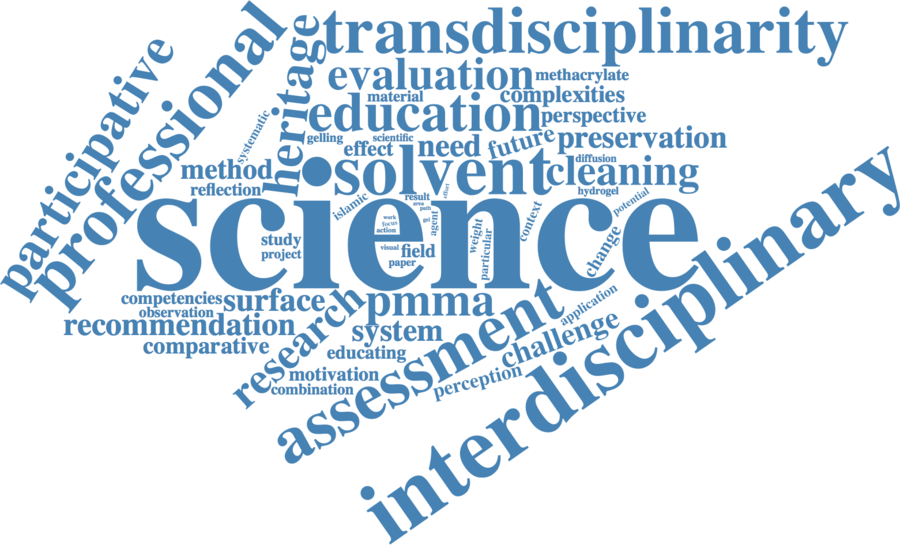 transdisciplinarity
participative
professional
heritage
evaluation
methacrylate
material
complexities
education
perspective
systematic
gelling
scientific
effect
need
future
preservation
method
solvent
diffusion
cleaning
reflection
hydrogel
science
islamic
result
effort
area
path
gel
agent
work
focus
action
weight
particular
context
potential
study
project
visual
field
paper
change
interdisciplinary
competencies
surface
pmma
observation
recommendation
research
system
assessment
application
challenge
comparative
educating
motivation
perception
combination